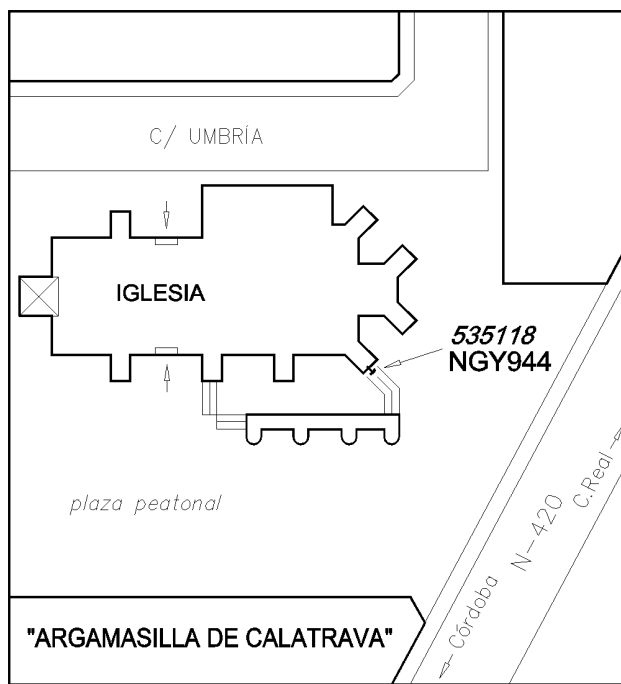 C/ UMBRÍA
IGLESIA
535118
NGY944
plaza peatonal
C.Real
N-420
Córdoba
"ARGAMASILLA DE CALATRAVA"